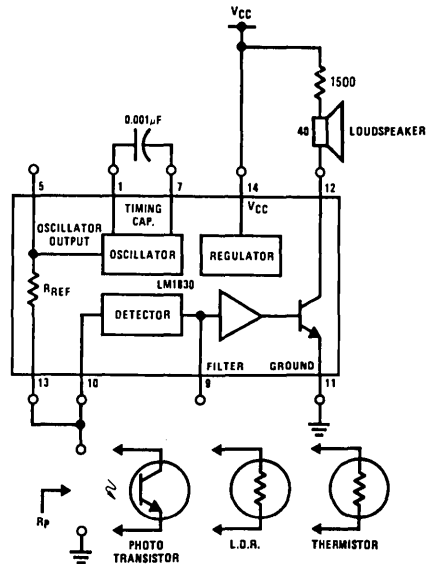 VCC
1500
0.001µF
40
LOUDSPEAKER
5
1
7
14
12
TIMING
CAP.
VCC
OSCILLATOR
OUTPUT
OSCILLATOR
REGULATOR
RREF
LM1830
DETECTOR
FILTER
GROUND
13
10
9
11
RP
PHOTO
TRANSISTOR
L.D.R.
THERMISTOR